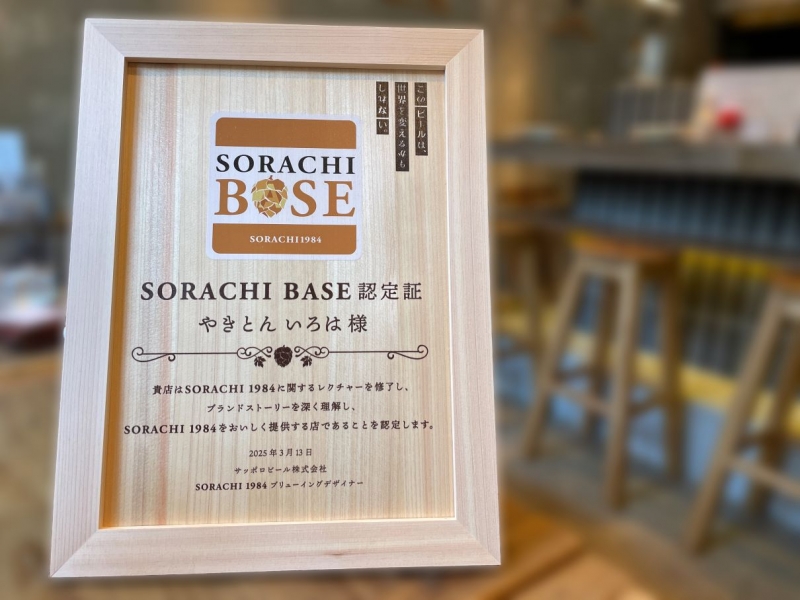 このビールは、
世界を変えるかも
しれない。
SORACHI
BASE
SORACHI1984
SORACHI BASE 認定証
やきとん いろは 様
貴店はSORACHI 1984に関するレクチャーを修了し、
ブランドストーリーを深く理解し、
SORACHI 1984をおいしく提供する店であることを認定します。
2025年3月13日
サッポロビール株式会社
SORACHI 1984 ブリューイングデザイナー